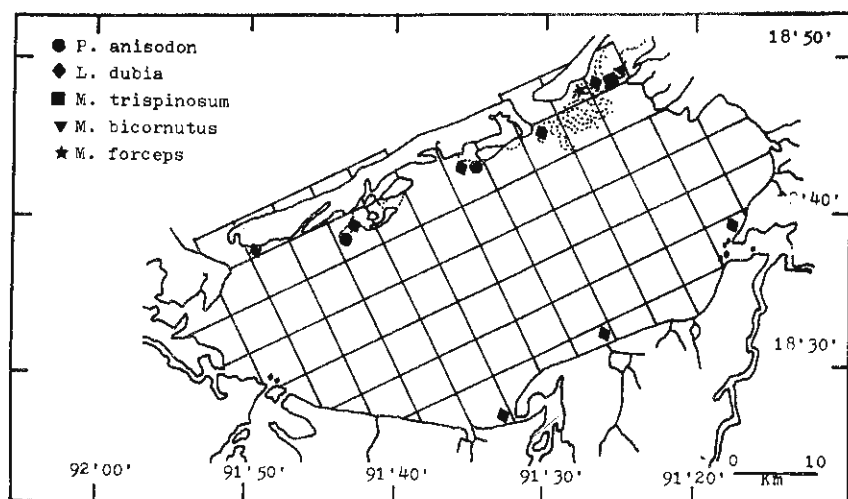 P. anisodon
L. dubia
M. trispinosum
M. bicornutus
M. forceps
18'50'
40'
18'30'
92'00'
91'50'
91'40'
91'30'
91'20'
0 10
Km